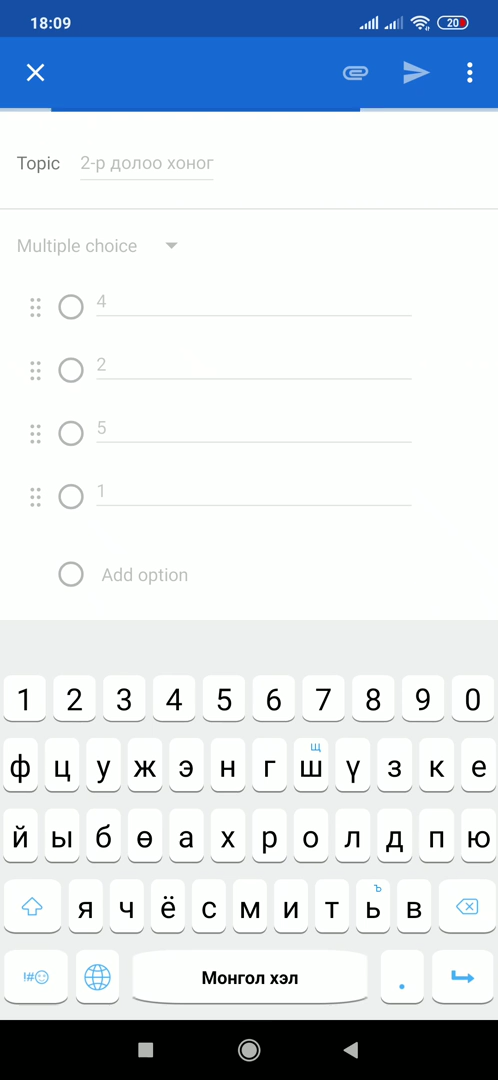 18:09
20
Topic 2-р долоо хоног
Multiple choice
4
2
5
1
Add option
1 2 3 4 5 6 7 8 9 0
щ
ф ц у ж э н г ш ү з к е
й ы б ө а х р о л д п ю
ъ
я ч ё с м и т ь в
!#☺ Монгол хэл .